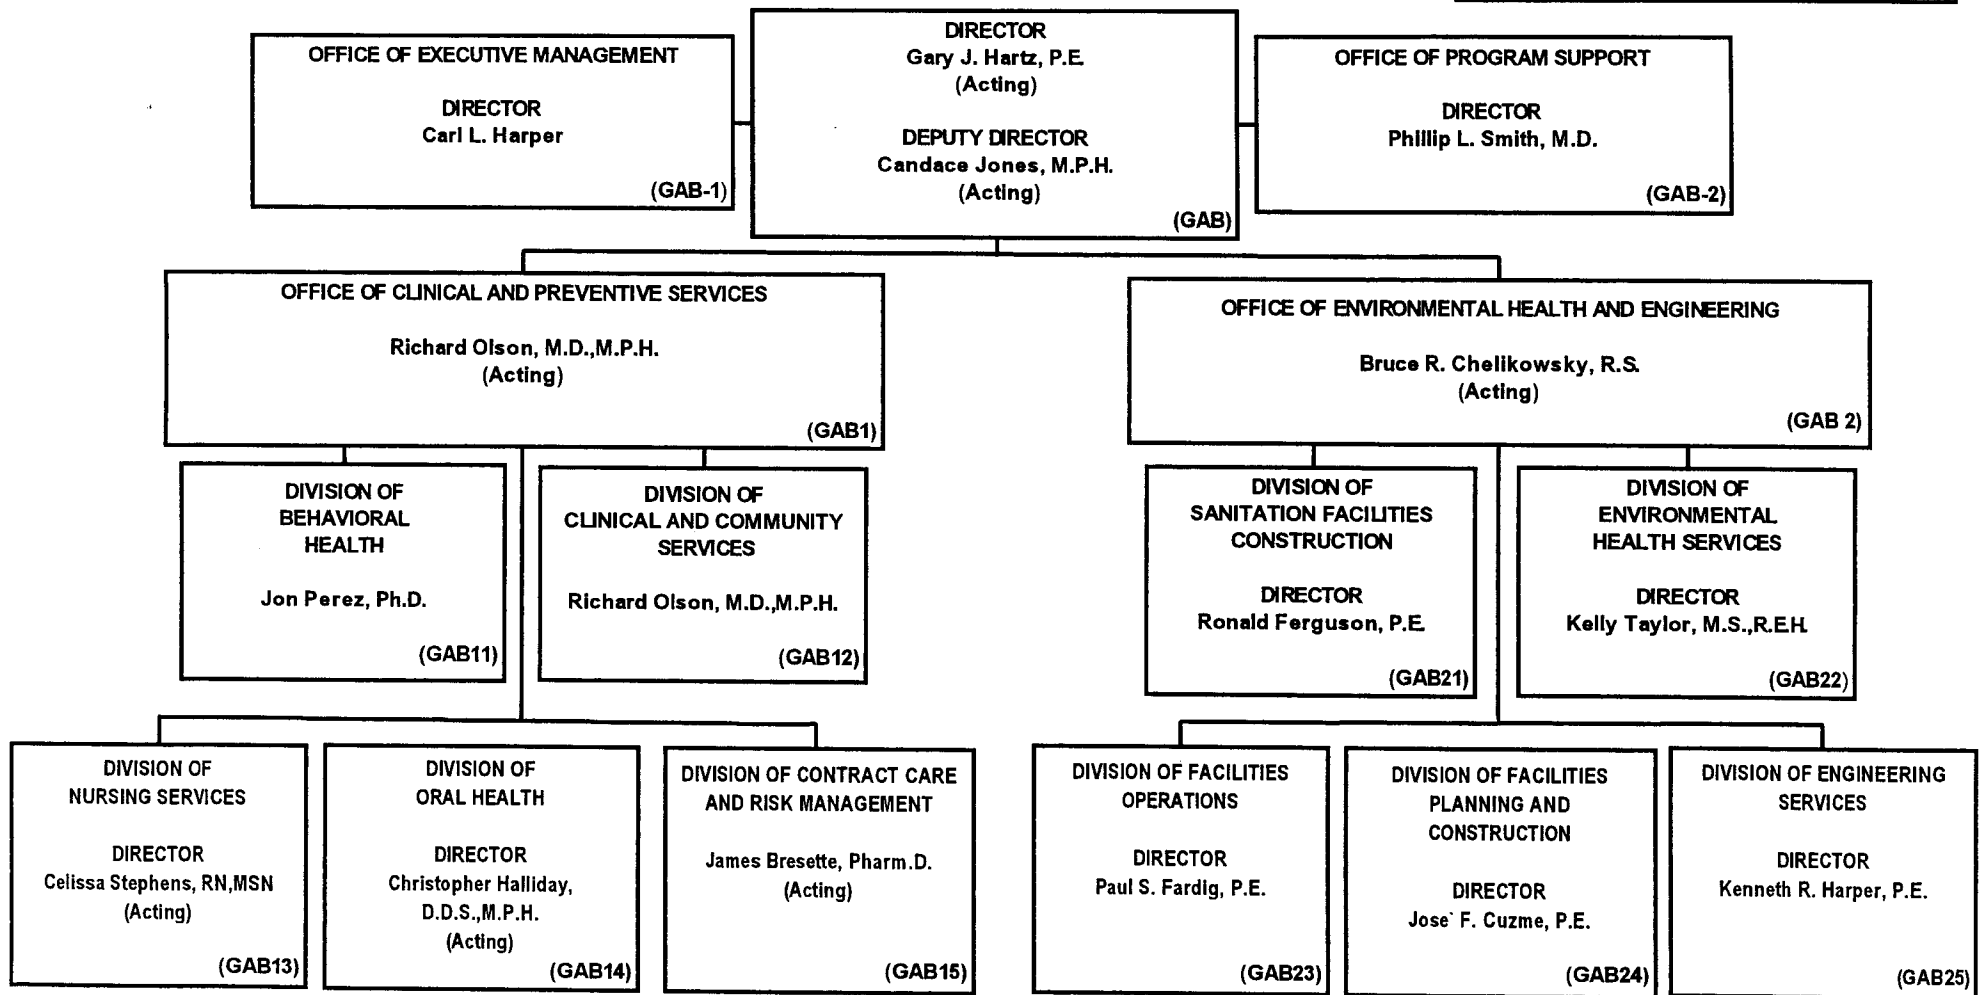 OFFICE OF EXECUTIVE MANAGEMENT
DIRECTOR
Carl L. Harper
(GAB-1)
DIRECTOR
Gary J. Hartz, P.E.
(Acting)
DEPUTY DIRECTOR
Candace Jones, M.P.H.
(Acting)
(GAB)
OFFICE OF PROGRAM SUPPORT
DIRECTOR
Phillip L. Smith, M.D.
(GAB-2)
OFFICE OF CLINICAL AND PREVENTIVE SERVICES
Richard Olson, M.D.,M.P.H.
(Acting)
(GAB1)
OFFICE OF ENVIRONMENTAL HEALTH AND ENGINEERING
Bruce R. Chelikowsky, R.S.
(Acting)
(GAB 2)
DIVISION OF
BEHAVIORAL
HEALTH
Jon Perez, Ph.D.
(GAB11)
DIVISION OF
CLINICAL AND COMMUNITY
SERVICES
Richard Olson, M.D.,M.P.H.
(GAB12)
DIVISION OF
SANITATION FACILITIES
CONSTRUCTION
DIRECTOR
Ronald Ferguson, P.E.
(GAB21)
DIVISION OF
ENVIRONMENTAL
HEALTH SERVICES
DIRECTOR
Kelly Taylor, M.S.,R.E.H.
(GAB22)
DIVISION OF
NURSING SERVICES
DIRECTOR
Celissa Stephens, RN,MSN
(Acting)
(GAB13)
DIVISION OF
ORAL HEALTH
DIRECTOR
Christopher Halliday,
D.D.S.,M.P.H.
(Acting)
(GAB14)
DIVISION OF CONTRACT CARE
AND RISK MANAGEMENT
James Bresette, Pharm.D.
(Acting)
(GAB15)
DIVISION OF FACILITIES
OPERATIONS
DIRECTOR
Paul S. Fardig, P.E.
(GAB23)
DIVISION OF FACILITIES
PLANNING AND
CONSTRUCTION
DIRECTOR
Jose` F. Cuzme, P.E.
(GAB24)
DIVISION OF ENGINEERING
SERVICES
DIRECTOR
Kenneth R. Harper, P.E.
(GAB25)